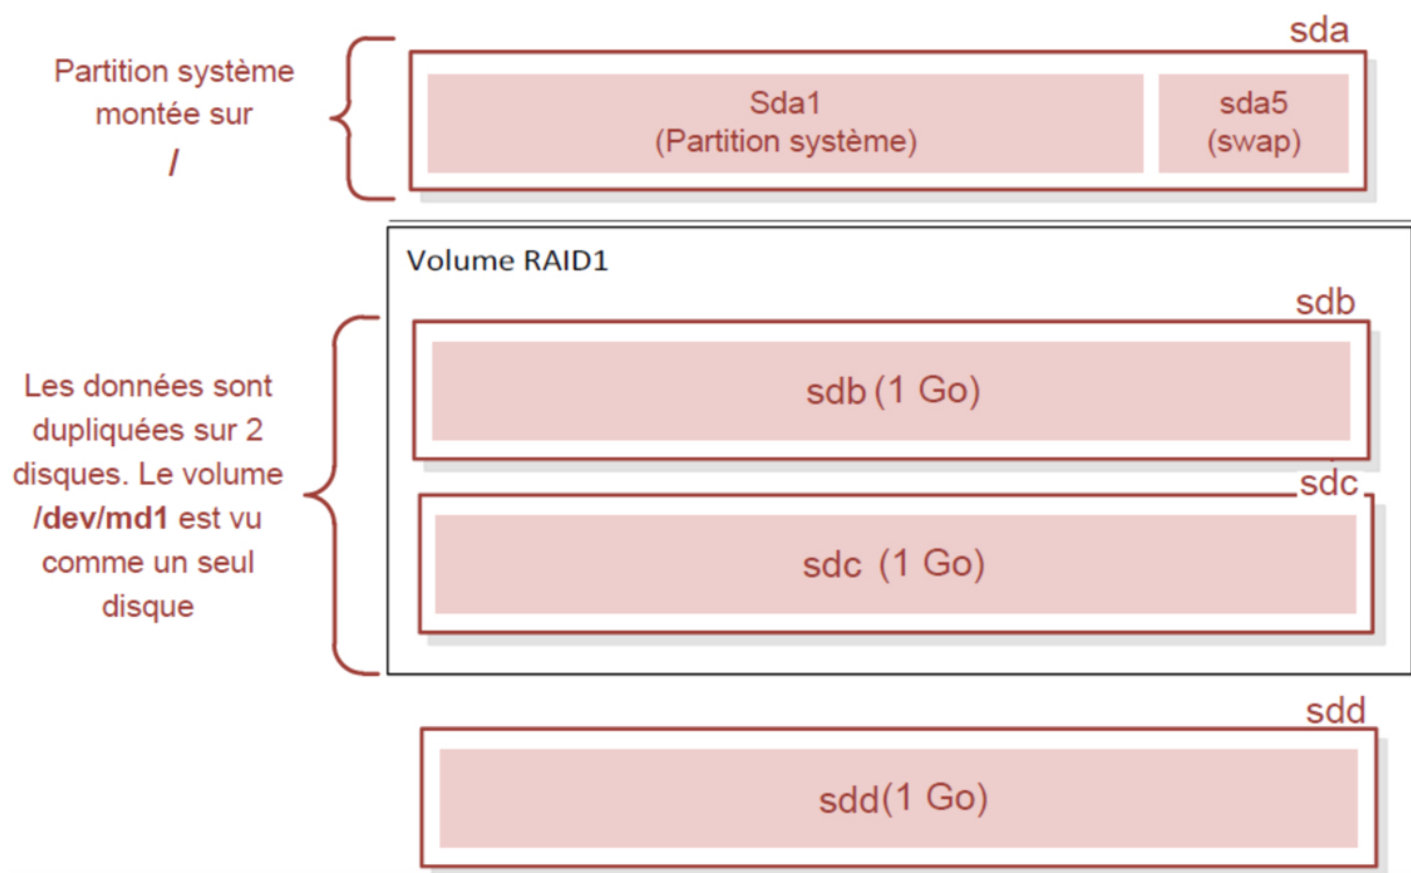 sda
Partition système
montée sur
/
Sda1
(Partition système)
sda5
(swap)
Volume RAID1
sdb
sdb (1 Go)
Les données sont
dupliquées sur 2
disques. Le volume
/dev/md1 est vu
comme un seul
disque
sdc
sdc (1 Go)
sdd
sdd(1 Go)